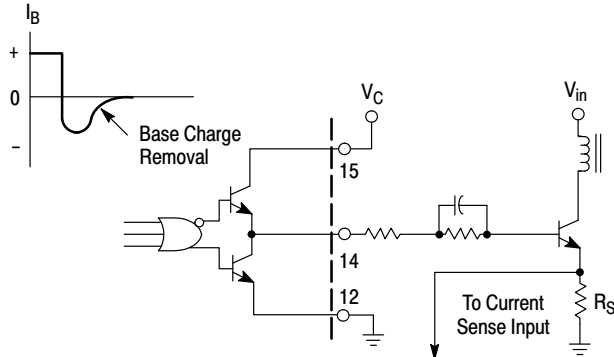 I_B
+
0
−
Base Charge
Removal
V_C
15
14
12
V_in
To Current
Sense Input
R_S